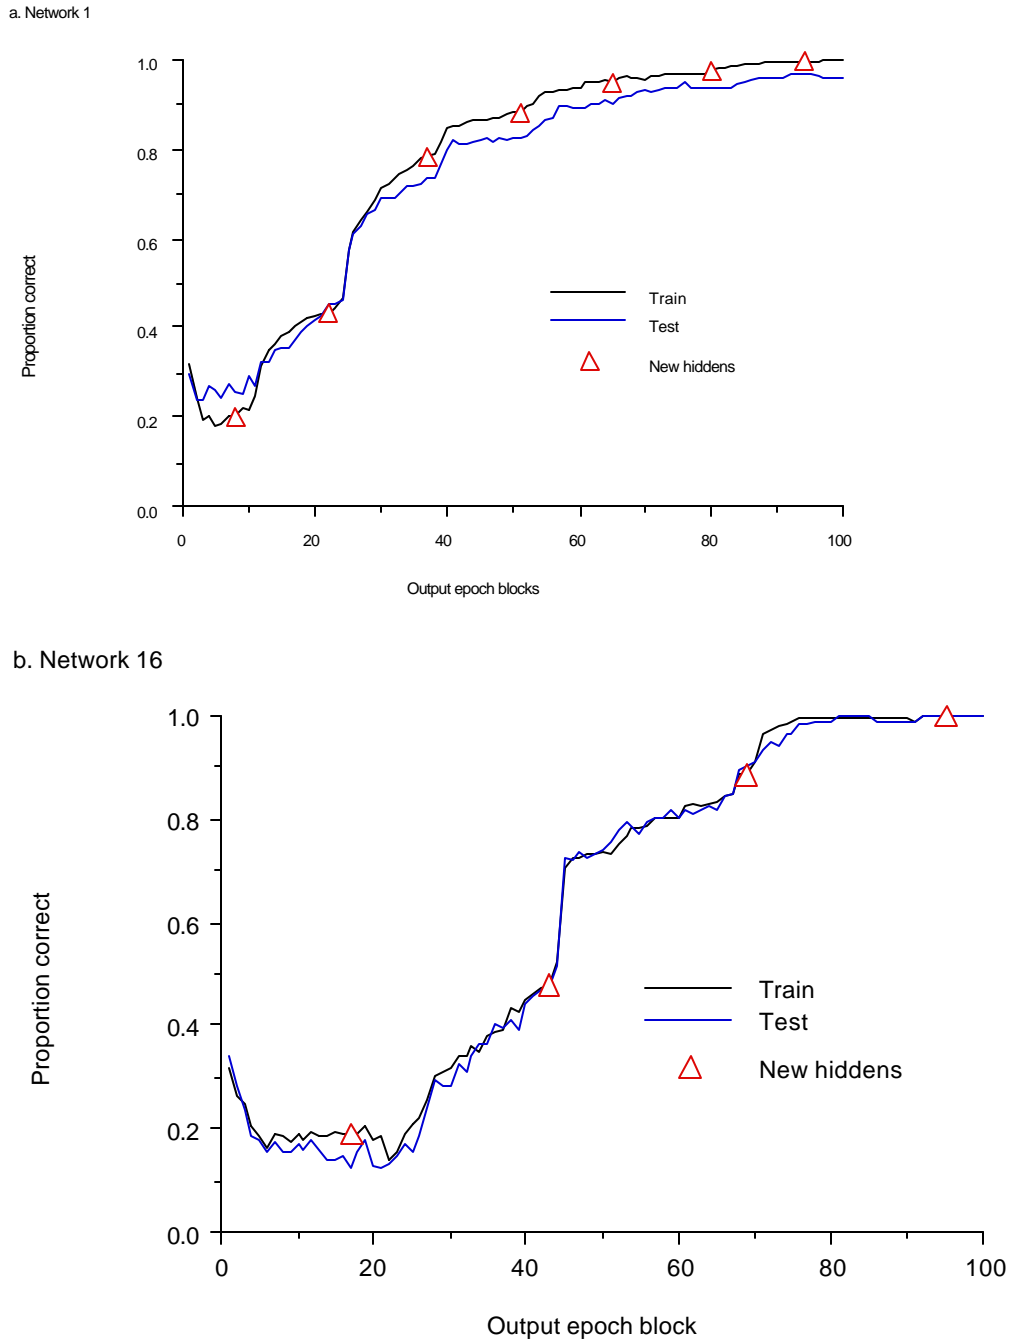 a. Network 1
1.0
0.8
0.6
0.4
0.2
0.0
Proportion correct
Train
Test
New hiddens
0 20 40 60 80 100
Output epoch blocks
b. Network 16
1.0
0.8
0.6
0.4
0.2
0.0
Proportion correct
Train
Test
New hiddens
0 20 40 60 80 100
Output epoch block